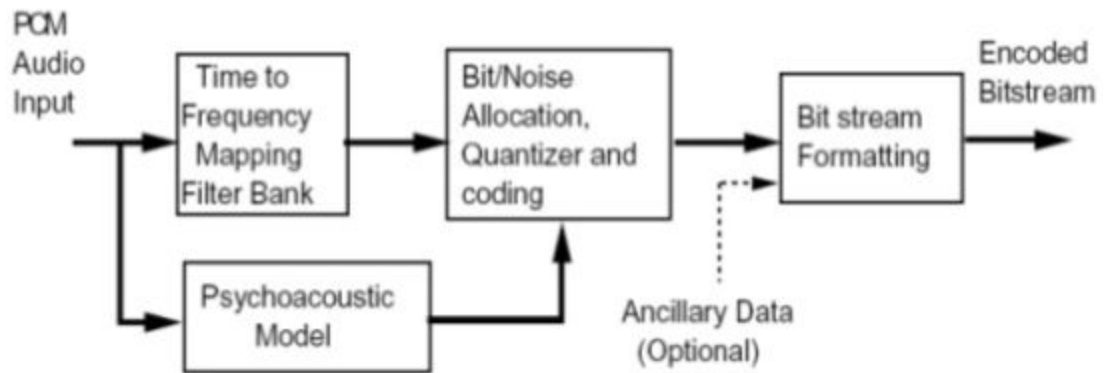 PCM
Audio
Input
Time to
Frequency
Mapping
Filter Bank
Bit/Noise
Allocation,
Quantizer and
coding
Bit stream
Formatting
Encoded
Bitstream
Psychoacoustic
Model
Ancillary Data
(Optional)